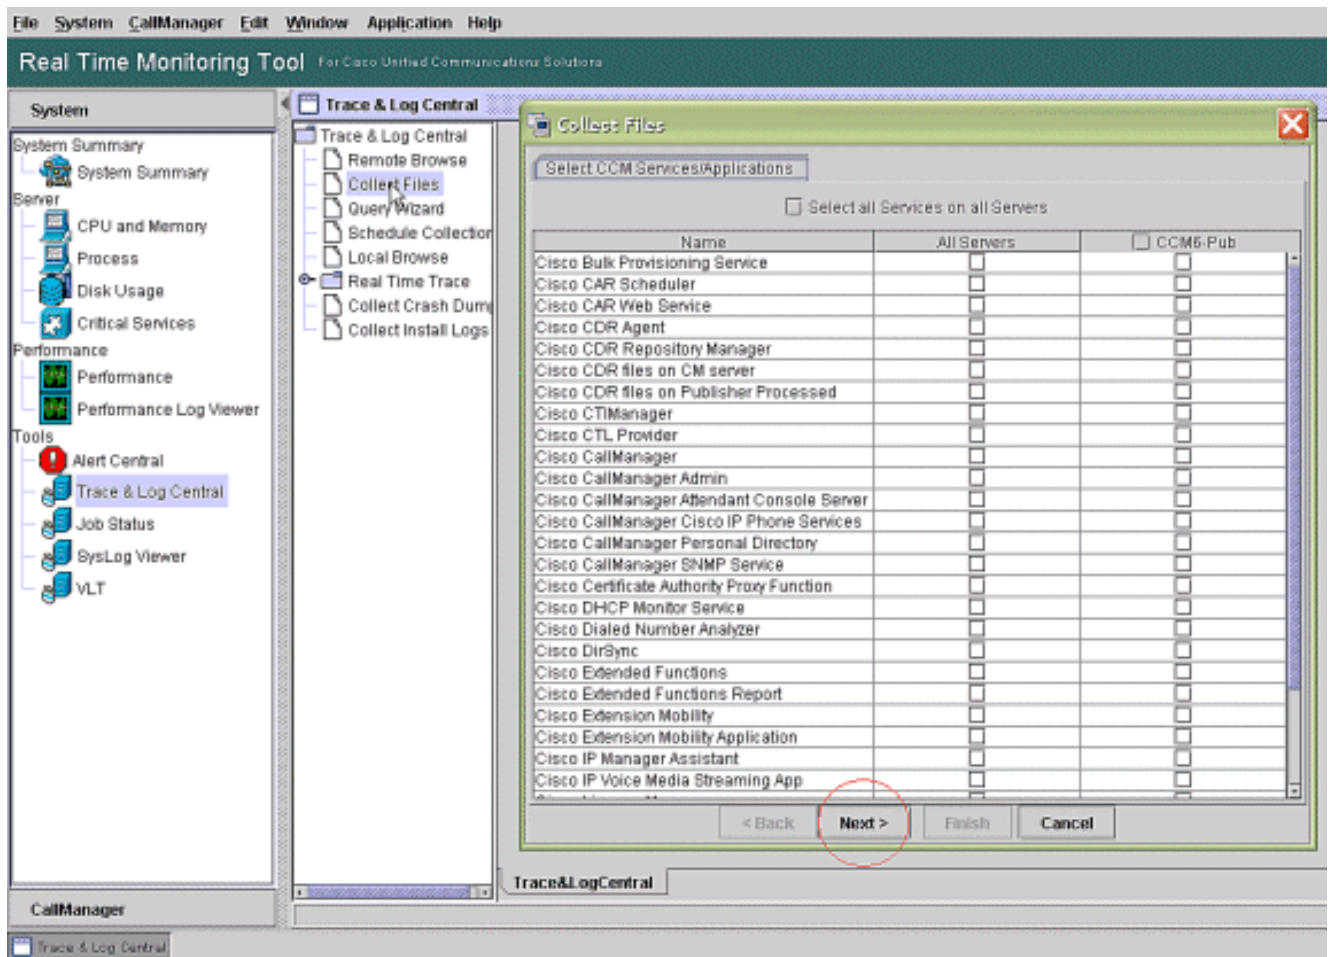 File System CallManager Edit Window Application Help
Real Time Monitoring Tool For Cisco Unified Communications Solutions
System
System Summary
System Summary
Server
CPU and Memory
Process
Disk Usage
Critical Services
Performance
Performance
Performance Log Viewer
Tools
Alert Central
Trace & Log Central
Job Status
SysLog Viewer
VLT
CallManager
Trace & Log Central
Trace & Log Central
Remote Browse
Collect Files
Query Wizard
Schedule Collection
Local Browse
Real Time Trace
Collect Crash Dump
Collect Install Logs
Collect Files
Select CCM Services/Applications
Select all Services on all Servers
Name All Servers CCM6-Pub
Cisco Bulk Provisioning Service
Cisco CAR Scheduler
Cisco CAR Web Service
Cisco CDR Agent
Cisco CDR Repository Manager
Cisco CDR files on CM server
Cisco CDR files on Publisher Processed
Cisco CTIManager
Cisco CTL Provider
Cisco CallManager
Cisco CallManager Admin
Cisco CallManager Attendant Console Server
Cisco CallManager Cisco IP Phone Services
Cisco CallManager Personal Directory
Cisco CallManager SNMP Service
Cisco Certificate Authority Proxy Function
Cisco DHCP Monitor Service
Cisco Dialed Number Analyzer
Cisco DirSync
Cisco Extended Functions
Cisco Extended Functions Report
Cisco Extension Mobility
Cisco Extension Mobility Application
Cisco IP Manager Assistant
Cisco IP Voice Media Streaming App
< Back Next > Finish Cancel
Trace&LogCentral
Trace & Log Central